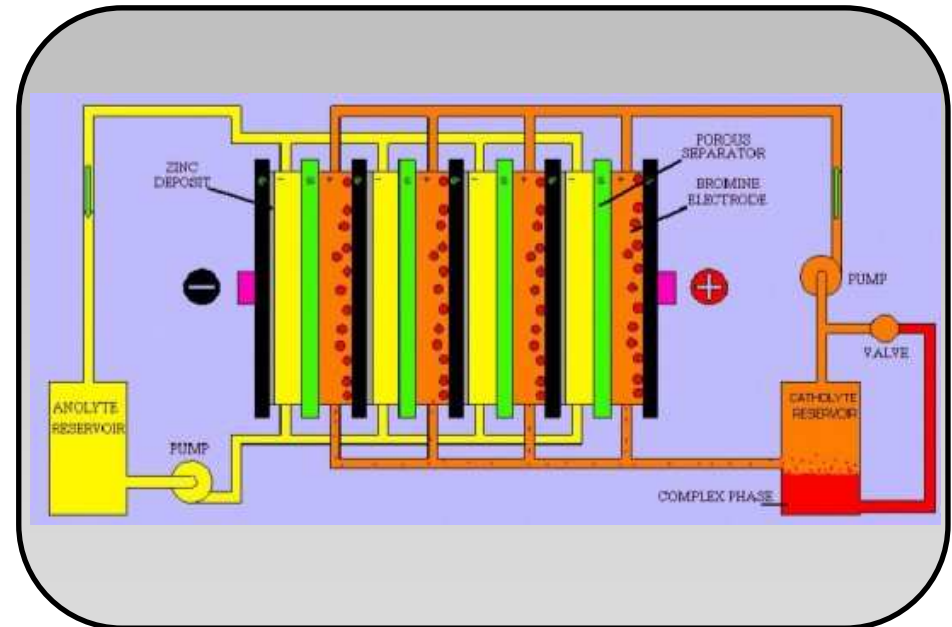 ZINC
DEPOSIT
POROUS
SEPARATOR
BROMINE
ELECTRODE
PUMP
VALVE
ANOLYTE
RESERVOIR
PUMP
CATHOLYTE
RESERVOIR
COMPLEX PHASE